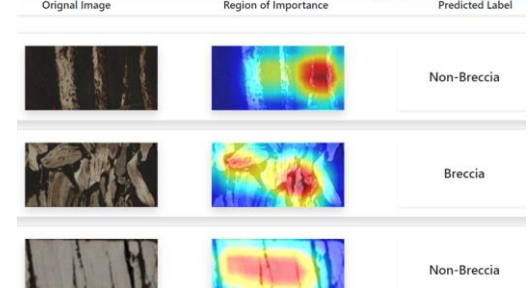 Orignal Image Region of Importance Predicted Label
Non-Breccia
Breccia
Non-Breccia